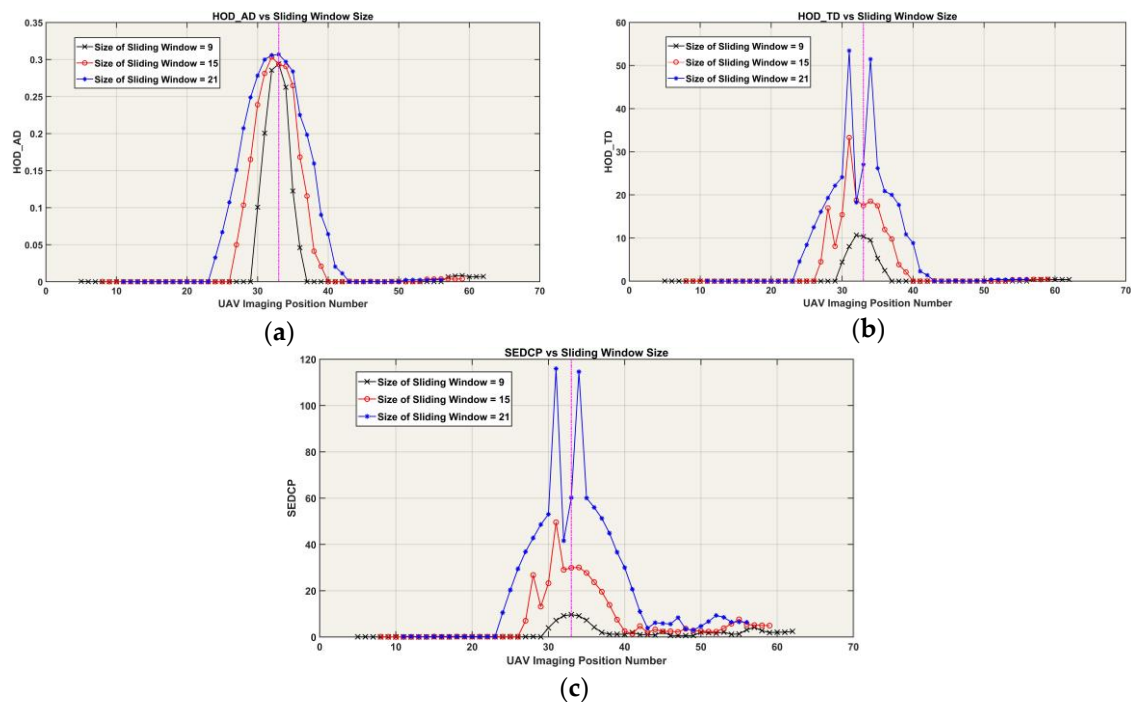 HOD_AD vs Sliding Window Size
0.35
0.3
0.25
0.2
0.15
0.1
0.05
0
HOD_AD
Size of Sliding Window = 9
Size of Sliding Window = 15
Size of Sliding Window = 21
0 10 20 30 40 50 60 70
UAV Imaging Position Number
(a)
HOD_TD vs Sliding Window Size
60
50
40
30
20
10
0
HOD_TD
Size of Sliding Window = 9
Size of Sliding Window = 15
Size of Sliding Window = 21
0 10 20 30 40 50 60 70
UAV Imaging Position Number
(b)
SEDCP vs Sliding Window Size
120
100
80
60
40
20
0
SEDCP
Size of Sliding Window = 9
Size of Sliding Window = 15
Size of Sliding Window = 21
0 10 20 30 40 50 60 70
UAV Imaging Position Number
(c)